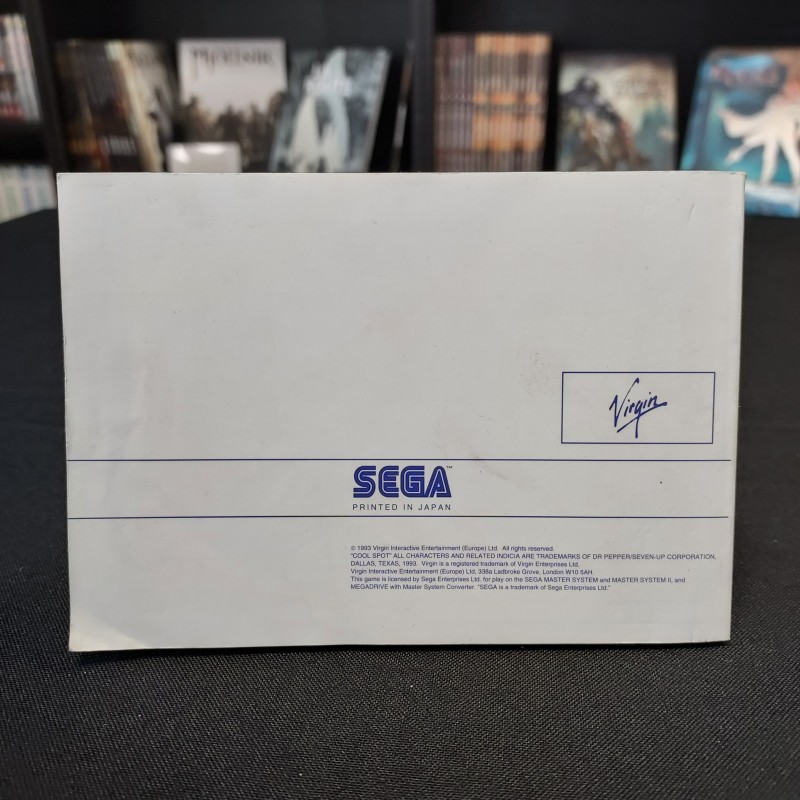 Virgin
SEGA™
PRINTED IN JAPAN
© 1993 Virgin Interactive Entertainment (Europe) Ltd. All rights reserved.
"COOL SPOT" ALL CHARACTERS AND RELATED INDICIA ARE TRADEMARKS OF DR PEPPER/SEVEN-UP CORPORATION,
DALLAS, TEXAS, 1993. Virgin is a registered trademark of Virgin Enterprises Ltd.
Virgin Interactive Entertainment (Europe) Ltd, 338a Ladbroke Grove, London W10 5AH.
This game is licensed by Sega Enterprises Ltd. for play on the SEGA MASTER SYSTEM and MASTER SYSTEM II, and
MEGADRIVE with Master System Converter. "SEGA is a trademark of Sega Enterprises Ltd."